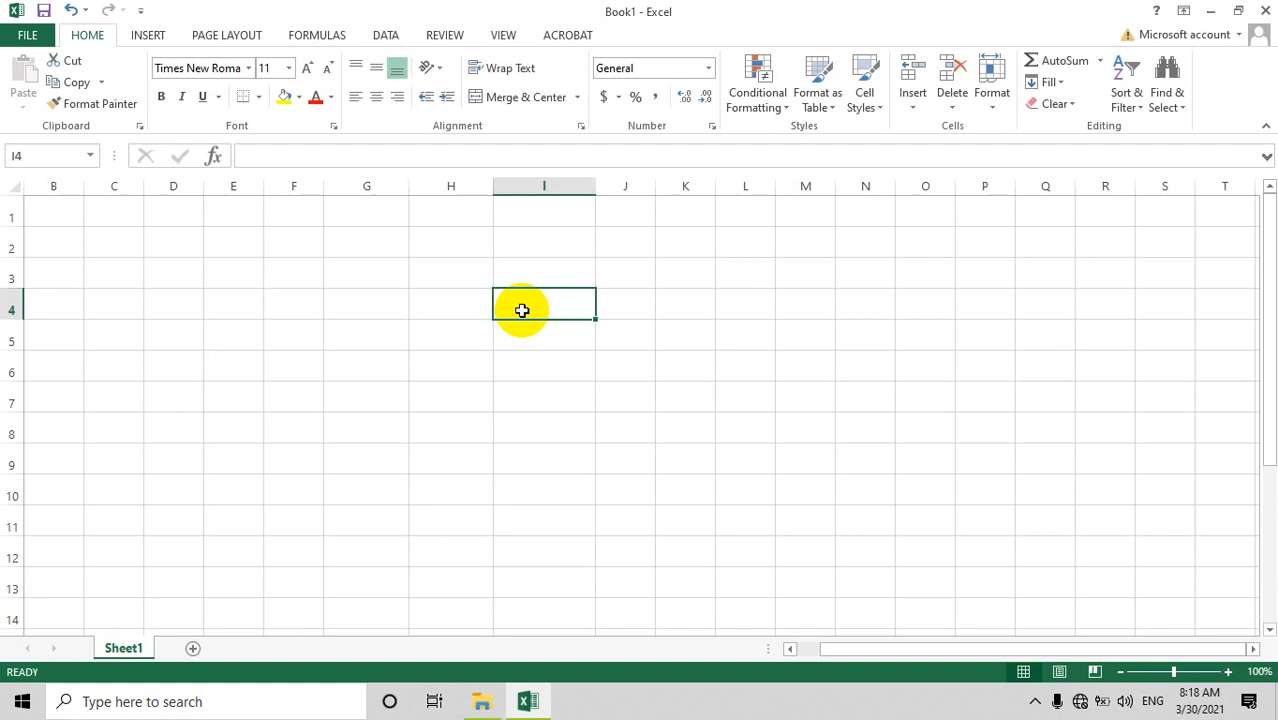 Book1 - Excel
FILE HOME INSERT PAGE LAYOUT FORMULAS DATA REVIEW VIEW ACROBAT Microsoft account
Paste Cut
Copy
Format Painter
Clipboard
Times New Roma 11
B I U A
Font
Wrap Text
Merge & Center
Alignment
General
$ % ,
Number
Conditional Formatting
Format as Table
Cell Styles
Styles
Insert Delete Format
Cells
AutoSum
Fill
Clear
Sort & Filter
Find & Select
Editing
I4 fx
B C D E F G H I J K L M N O P Q R S T
1
2
3
4
5
6
7
8
9
10
11
12
13
14
Sheet1
READY 100%
Type here to search ENG 8:18 AM
3/30/2021